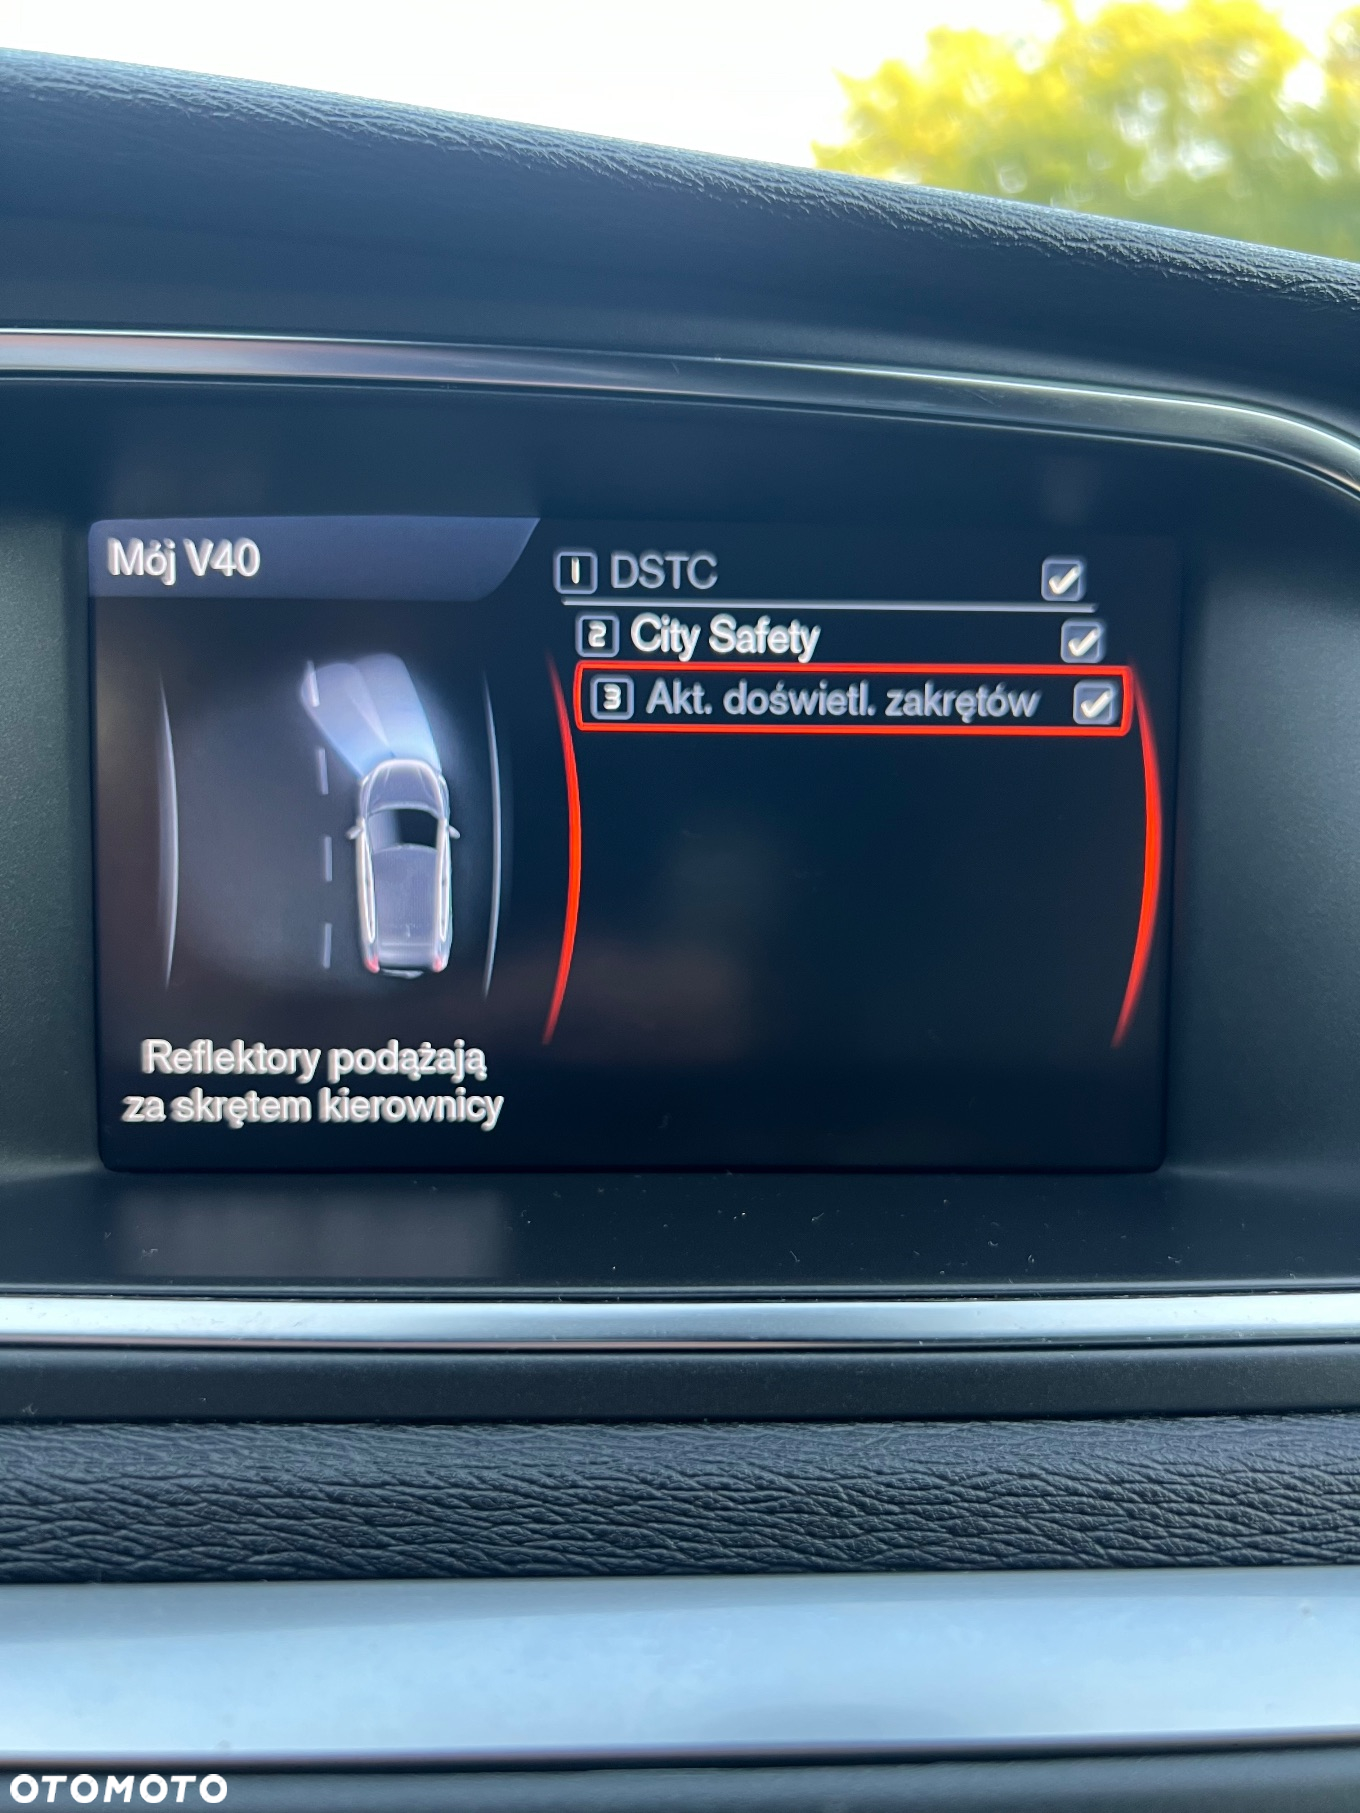 Mój V40
1 DSTC
2 City Safety
3 Akt. doświetl. zakrętów
Reflektory podążają
za skrętem kierownicy
OTOMOTO